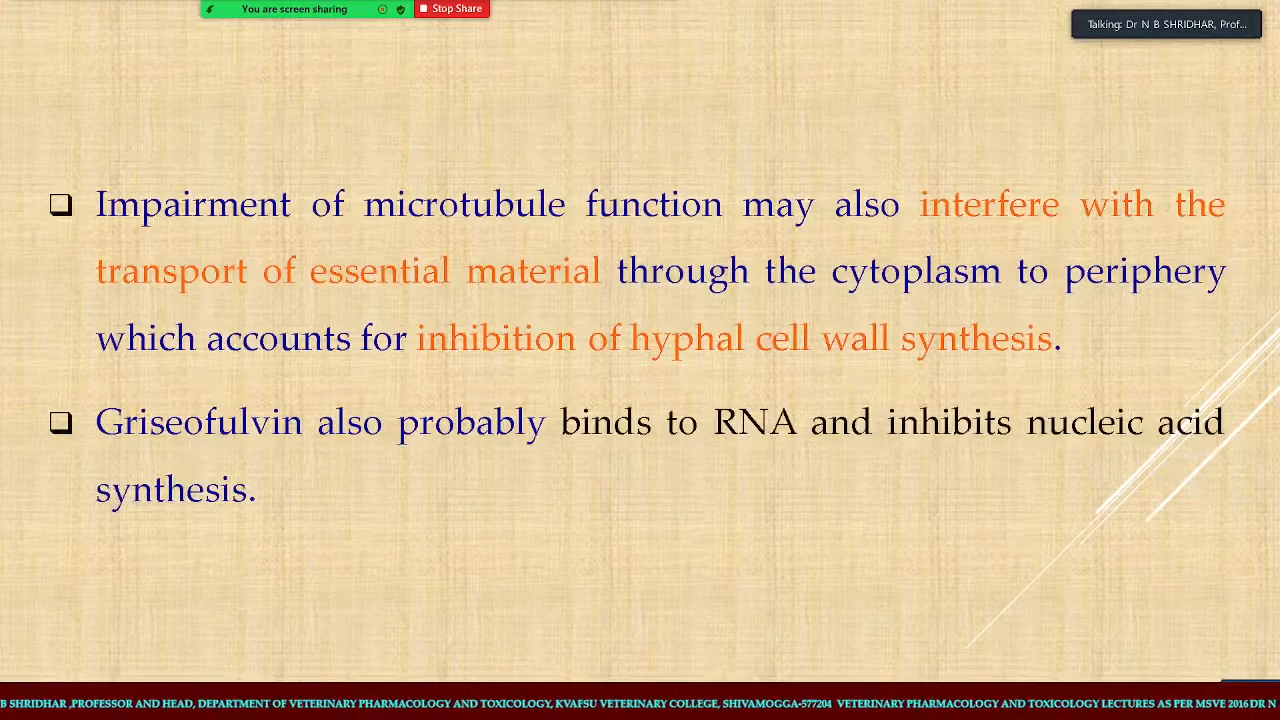 You are screen sharing
Stop Share
Talking: Dr N B SHRIDHAR, Prof...
Impairment of microtubule function may also interfere with the
transport of essential material through the cytoplasm to periphery
which accounts for inhibition of hyphal cell wall synthesis.
Griseofulvin also probably binds to RNA and inhibits nucleic acid
synthesis.
B SHRIDHAR ,PROFESSOR AND HEAD, DEPARTMENT OF VETERINARY PHARMACOLOGY AND TOXICOLOGY, KVAFSU VETERINARY COLLEGE, SHIVAMOGGA-577204 VETERINARY PHARMACOLOGY AND TOXICOLOGY LECTURES AS PER MSVE 2016 DR N